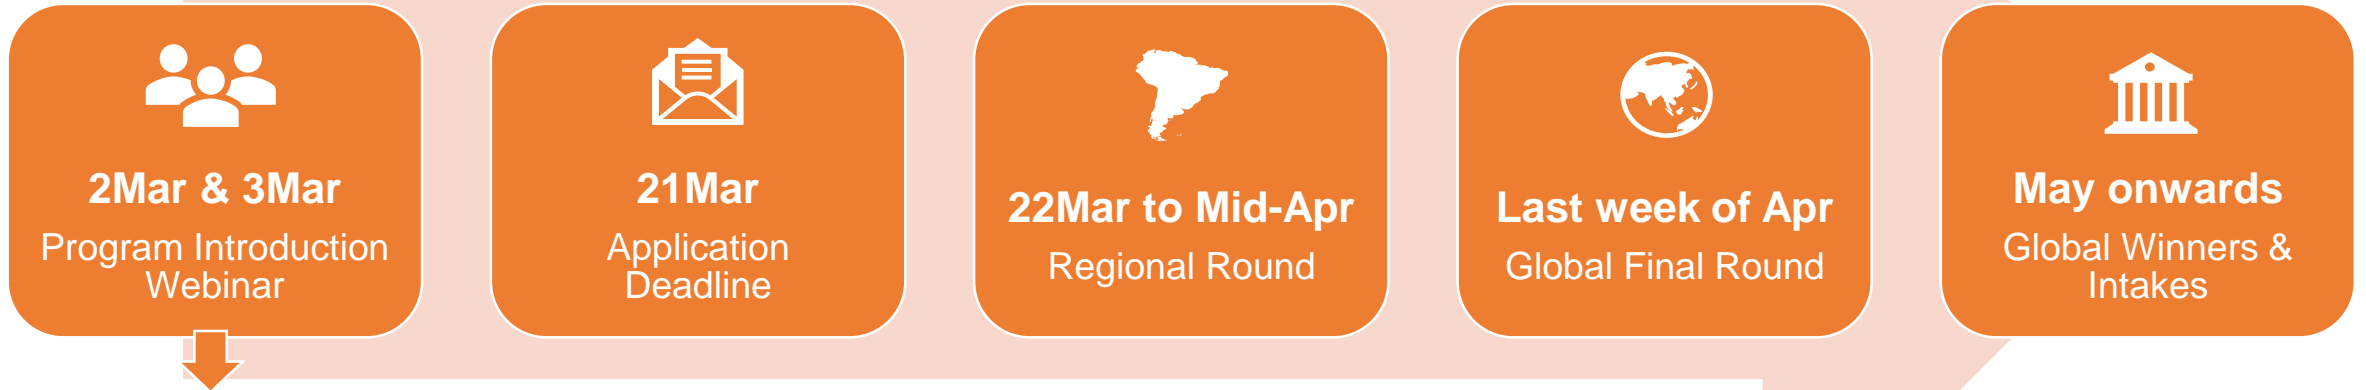 2Mar & 3Mar
Program Introduction
Webinar
21Mar
Application
Deadline
22Mar to Mid-Apr
Regional Round
Last week of Apr
Global Final Round
May onwards
Global Winners &
Intakes